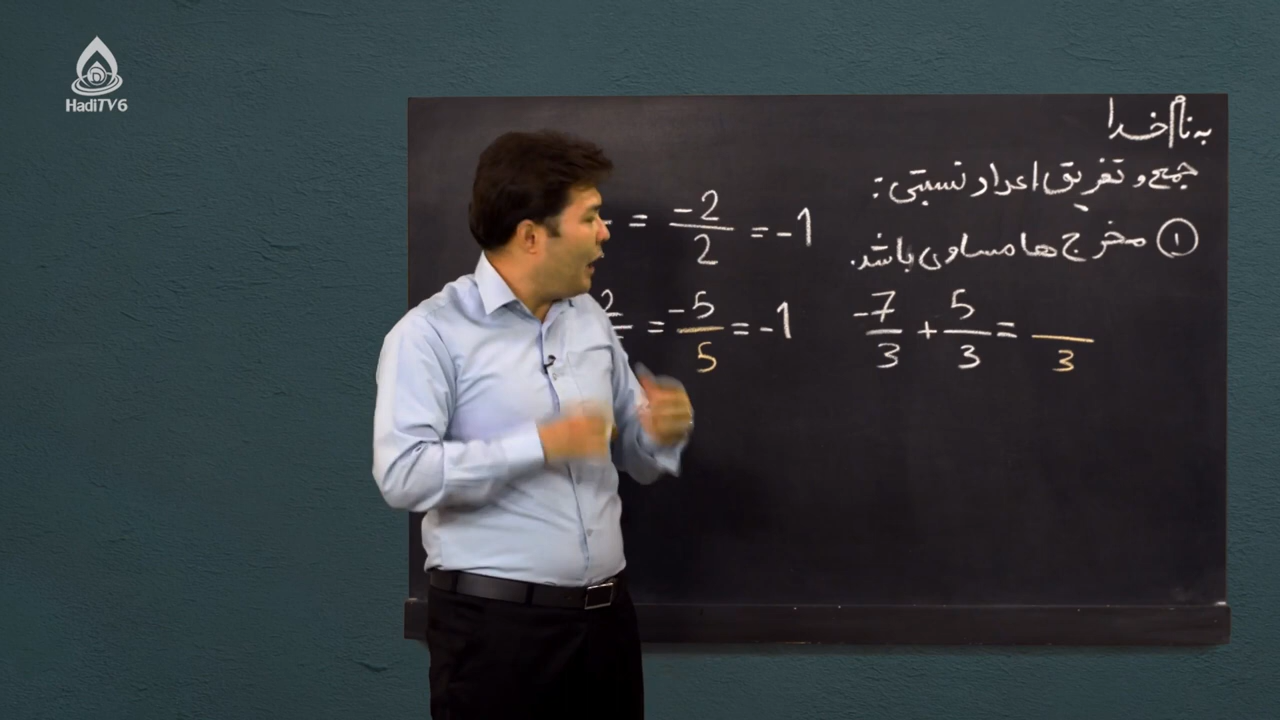 HadiTV6
به نام خدا
جمع و تفریق اعداد نسبتی :
۱ مخرج ها مساوی باشد.
= -2/2 = -1
-7/3 + 5/3 = /3
= -5/5 = -1